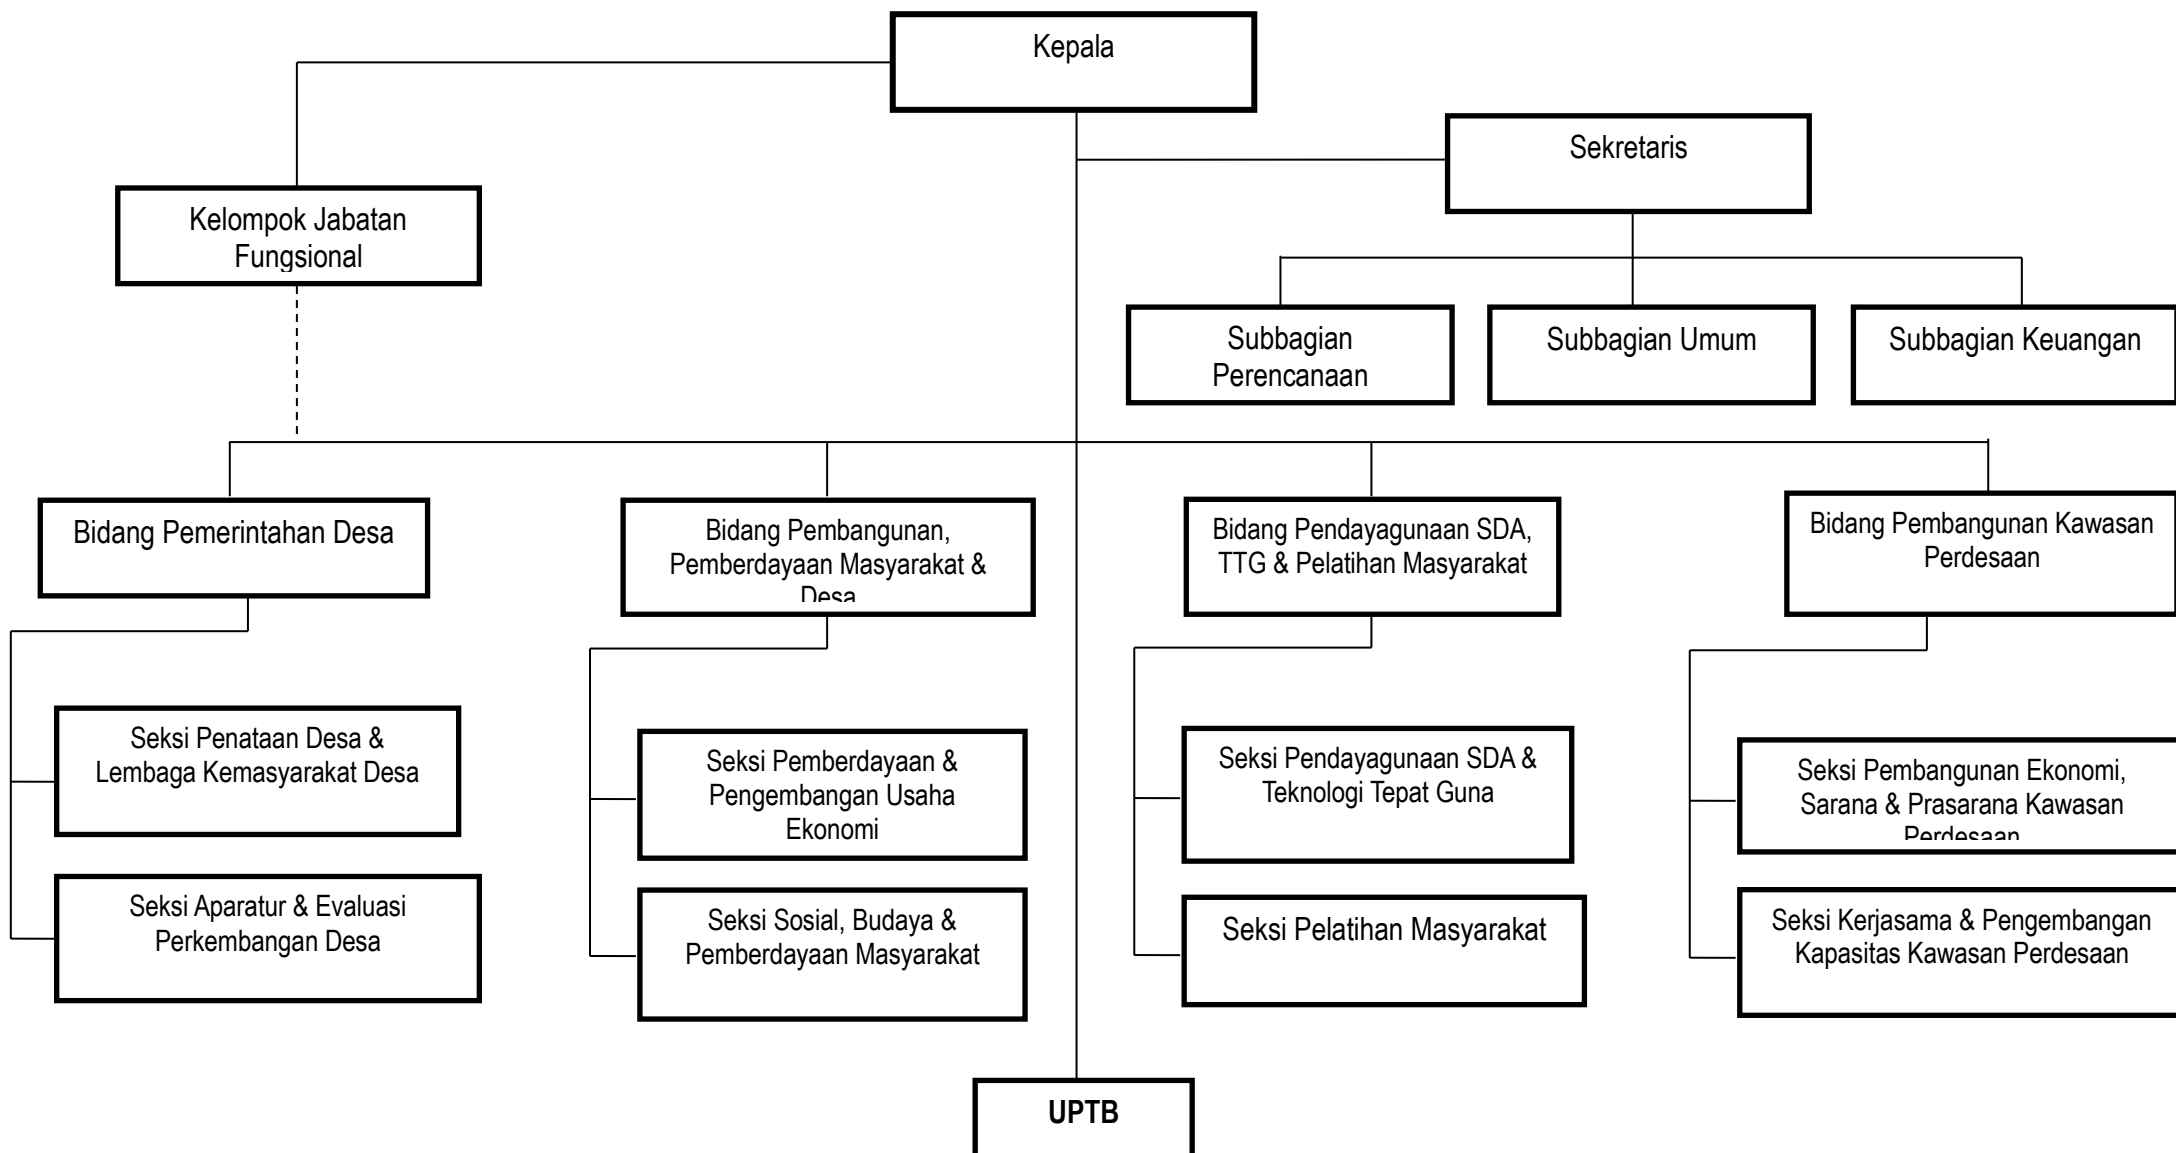 Kepala
Sekretaris
Kelompok Jabatan
Fungsional
Subbagian
Perencanaan
Subbagian Umum
Subbagian Keuangan
Bidang Pemerintahan Desa
Bidang Pembangunan,
Pemberdayaan Masyarakat &
Desa
Bidang Pendayagunaan SDA,
TTG & Pelatihan Masyarakat
Bidang Pembangunan Kawasan
Perdesaan
Seksi Penataan Desa &
Lembaga Kemasyarakat Desa
Seksi Pemberdayaan &
Pengembangan Usaha
Ekonomi
Seksi Pendayagunaan SDA &
Teknologi Tepat Guna
Seksi Pembangunan Ekonomi,
Sarana & Prasarana Kawasan
Perdesaan
Seksi Aparatur & Evaluasi
Perkembangan Desa
Seksi Sosial, Budaya &
Pemberdayaan Masyarakat
Seksi Pelatihan Masyarakat
Seksi Kerjasama & Pengembangan
Kapasitas Kawasan Perdesaan
UPTB